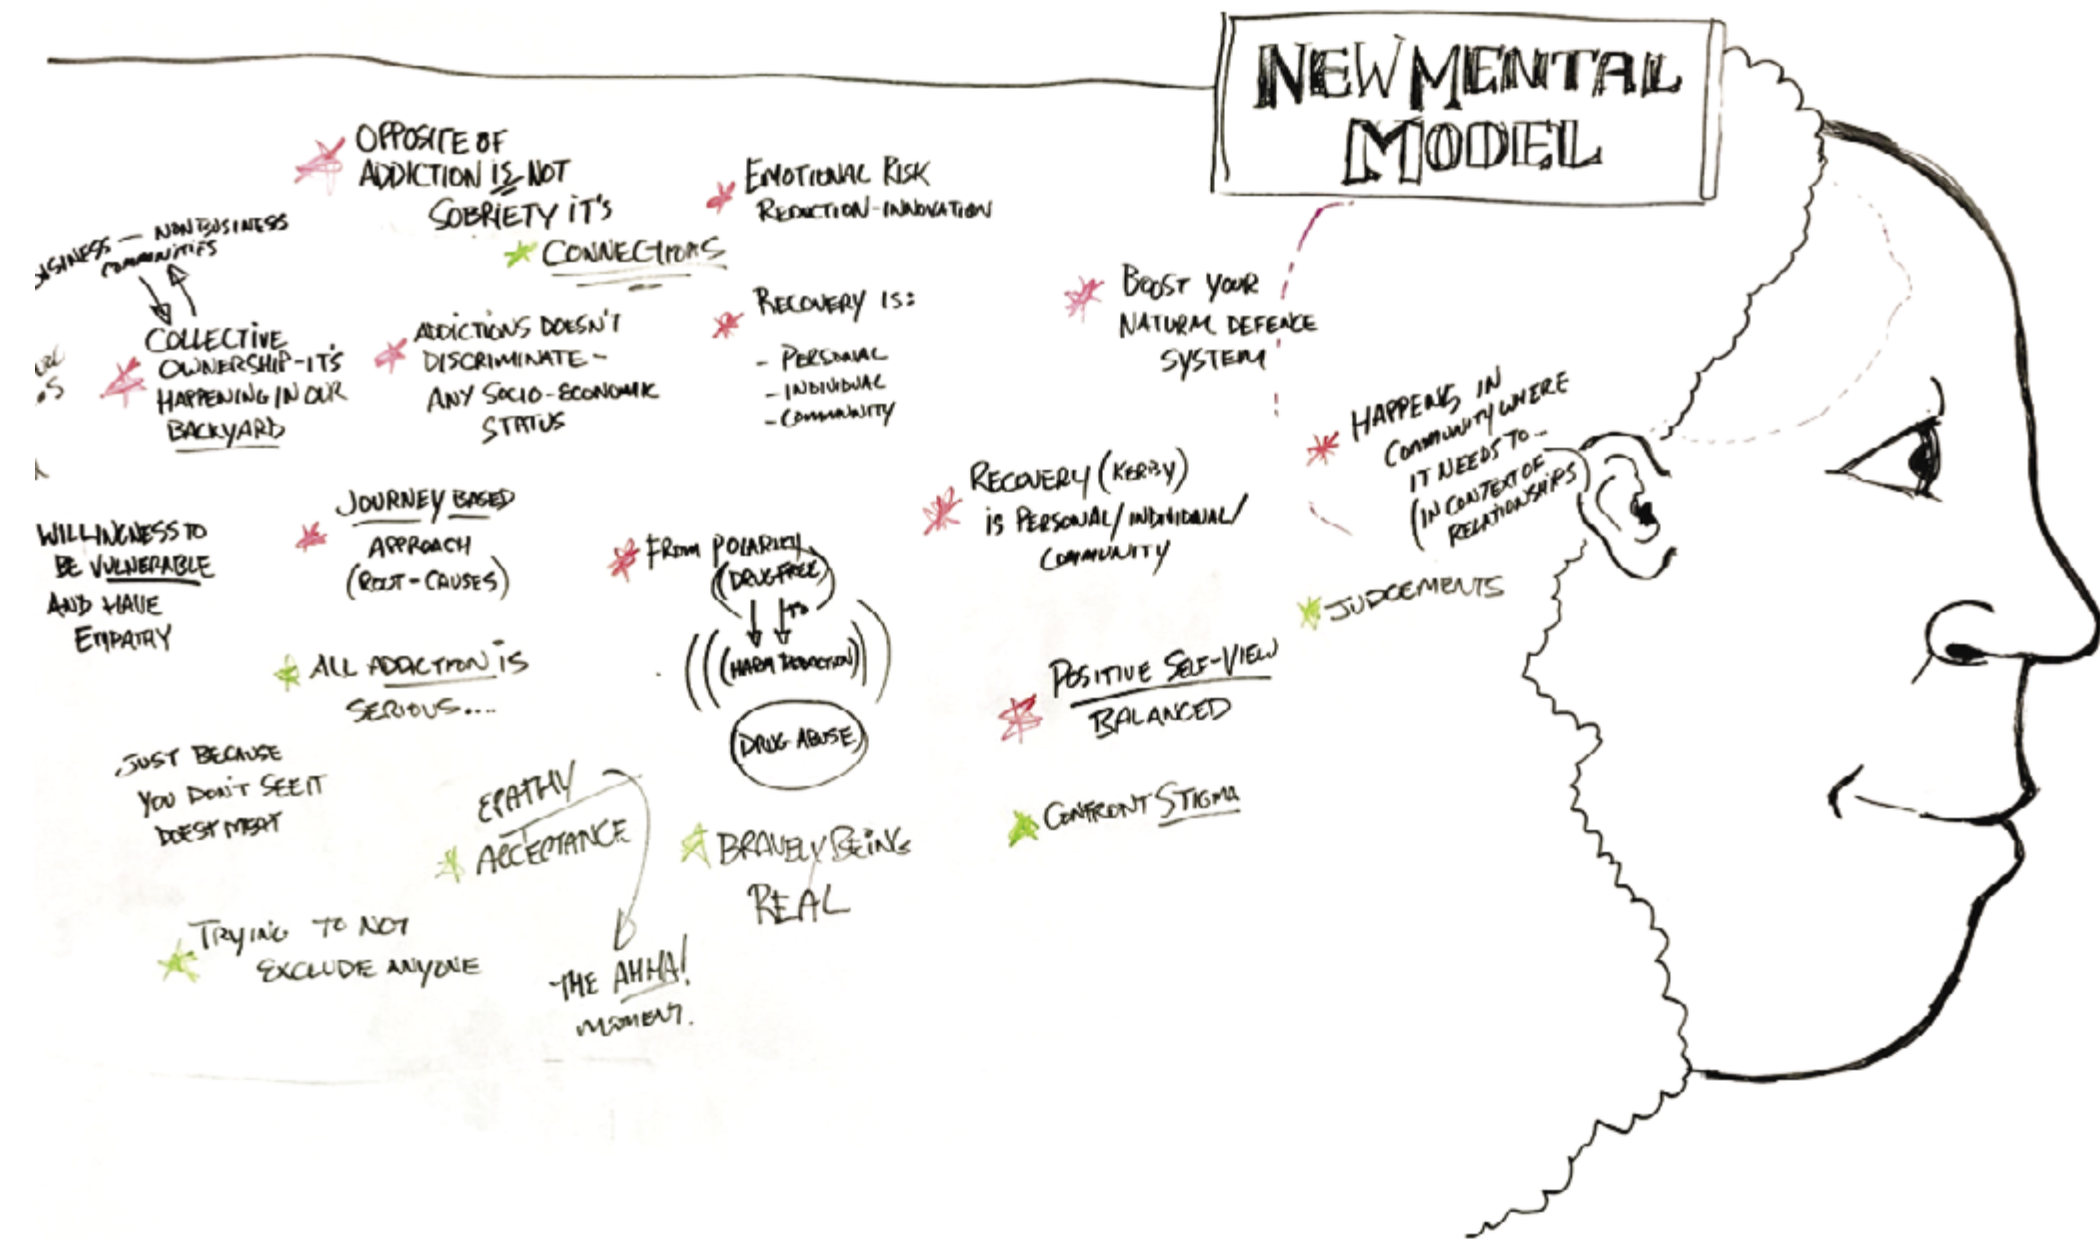 NEW MENTAL
MODEL
OPPOSITE OF
ADDICTION IS NOT
SOBRIETY IT'S
CONNECTIONS
EMOTIONAL RISK
REDUCTION-INNOVATION
NON BUSINESS
COMMUNITIES
COLLECTIVE
OWNERSHIP-IT'S
HAPPENING IN OUR
BACKYARD
ADDICTIONS DOESN'T
DISCRIMINATE -
ANY SOCIO-ECONOMIC
STATUS
RECOVERY IS:
- PERSONAL
- INDIVIDUAL
- COMMUNITY
BOOST YOUR
NATURAL DEFENCE
SYSTEM
HAPPENS IN
COMMUNITY WHERE
IT NEEDS TO...
(IN CONTEXT OF
RELATIONSHIPS
WILLINGNESS TO
BE VULNERABLE
AND HAVE
EMPATHY
JOURNEY BASED
APPROACH
(ROOT-CAUSES)
FROM POLARITY
(DRUG FREE)
TO
(HARM REDUCTION)
(DRUG ABUSE)
RECOVERY (KERBY)
IS PERSONAL/INDIVIDUAL/
COMMUNITY
JUDGEMENTS
ALL ADDICTION IS
SERIOUS....
POSITIVE SELF-VIEW
BALANCED
JUST BECAUSE
YOU DON'T SEE IT
EPATHY
ACCEPTANCE
THE AHHA!
MOMENT.
BRAVELY BEING
REAL
CONFRONT STIGMA
TRYING TO NOT
EXCLUDE ANYONE